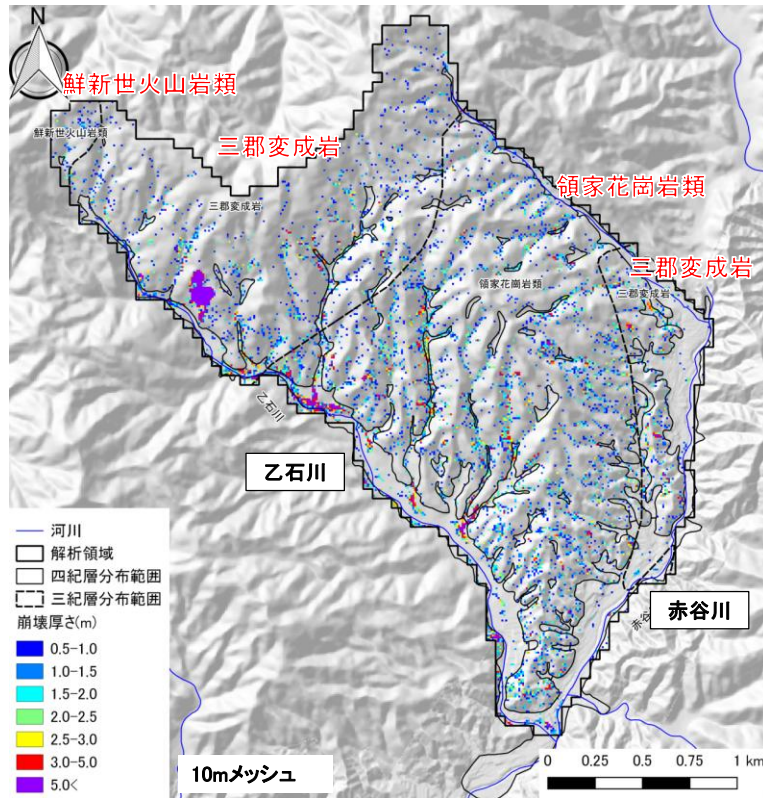 N
鮮新世火山岩類
鮮新世火山岩類
三郡変成岩
三郡変成岩
領家花崗岩類
三郡変成岩
領家花崗岩類
三郡変成岩
乙石川
乙石川
赤谷
赤谷川
河川
解析領域
四紀層分布範囲
三紀層分布範囲
崩壊厚さ(m)
0.5-1.0
1.0-1.5
1.5-2.0
2.0-2.5
2.5-3.0
3.0-5.0
5.0<
10mメッシュ
0 0.25 0.5 0.75 1 km